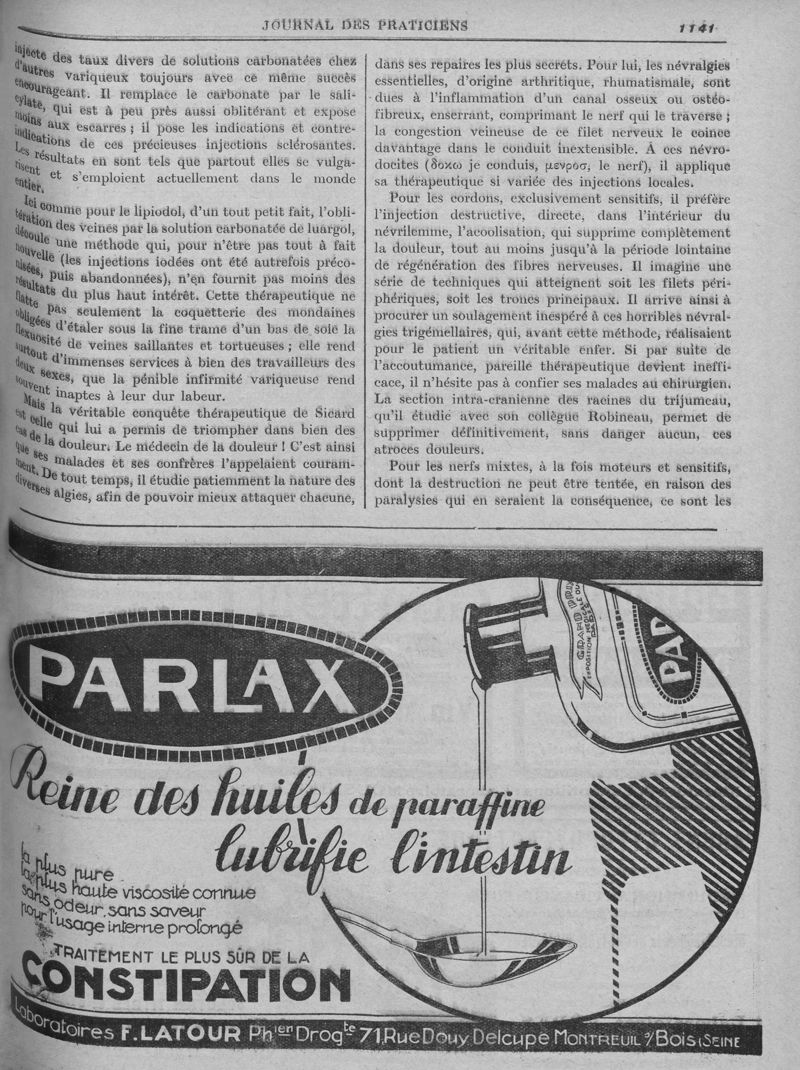 JOURNAL DES PRATICIENS
1141
injecte des taux divers de solutions carbonatées chez
d'autres variqueux toujours avec ce même succès
encourageant. Il remplace le carbonate par le sali-
cylate, qui est à peu près aussi oblitérant et expose
moins aux escarres ; il pose les indications et contre-
indications de ces précieuses injections sclérosantes.
Les résultats en sont tels que partout elles se vulga-
risent et s'emploient actuellement dans le monde
entier.
Ici comme pour le lipiodol, d'un tout petit fait, l'obli-
tération des veines par la solution carbonatée de luargol,
découle une méthode qui, pour n'être pas tout à fait
nouvelle (les injections iodées ont été autrefois préco-
nisées, puis abandonnées), n'en fournit pas moins des
résultats du plus haut intérêt. Cette thérapeutique ne
flatte pas seulement la coquetterie des mondaines
obligées d'étaler sous la fine trame d'un bas de soie la
flexuosité de veines saillantes et tortueuses ; elle rend
surtout d'immenses services à bien des travailleurs des
deux sexes, que la pénible infirmité variqueuse rend
souvent inaptes à leur dur labeur.
Mais la véritable conquête thérapeutique de Sicard
est celle qui lui a permis de triompher dans bien des
cas de la douleur. Le médecin de la douleur ! C'est ainsi
que ses malades et ses confrères l'appelaient couram-
ment. De tout temps, il étudie patiemment la nature des
diverses algies, afin de pouvoir mieux attaquer chacune,
dans ses repaires les plus secrets. Pour lui, les névralgies
essentielles, d'origine arthritique, rhumatismale, sont
dues à l'inflammation d'un canal osseux ou ostéo-
fibreux, enserrant, comprimant le nerf qui le traverse ;
la congestion veineuse de ce filet nerveux le coince
davantage dans le conduit inextensible. A ces névro-
docites (δοχω je conduis, μενροσ, le nerf), il applique
sa thérapeutique si variée des injections locales.
Pour les cordons, exclusivement sensitifs, il préfère
l'injection destructive, directe, dans l'intérieur du
névrilemme, l'acoolisation, qui supprime complètement
la douleur, tout au moins jusqu'à la période lointaine
de régénération des fibres nerveuses. Il imagine une
série de techniques qui atteignent soit les filets péri-
phériques, soit les troncs principaux. Il arrive ainsi à
procurer un soulagement inespéré à ces horribles névral-
gies trigémellaires, qui, avant cette méthode, réalisaient
pour le patient un véritable enfer. Si par suite de
l'accoutumance, pareille thérapeutique devient ineffi-
cace, il n'hésite pas à confier ses malades au chirurgien.
La section intra-cranienne des racines du trijumeau,
qu'il étudie avec son collègue Robineau, permet de
supprimer définitivement, sans danger aucun, ces
atroces douleurs.
Pour les nerfs mixtes, à la fois moteurs et sensitifs,
dont la destruction ne peut être tentée, en raison des
paralysies qui en seraient la conséquence, ce sont les
PARLAX
GRAND PRIX
EXPOSITION MÉDICALE DU
PARIS
PAR
Reine des huiles de paraffine
lubrifie l'intestin
la plus pure
la plus haute viscosité connue
sans odeur, sans saveur
pour l'usage interne prolongé
TRAITEMENT LE PLUS SÛR DE LA
CONSTIPATION
Laboratoires F. LATOUR Phien Drogte 71, Rue Douy Delcupe MONTREUIL s/ Bois (SEINE